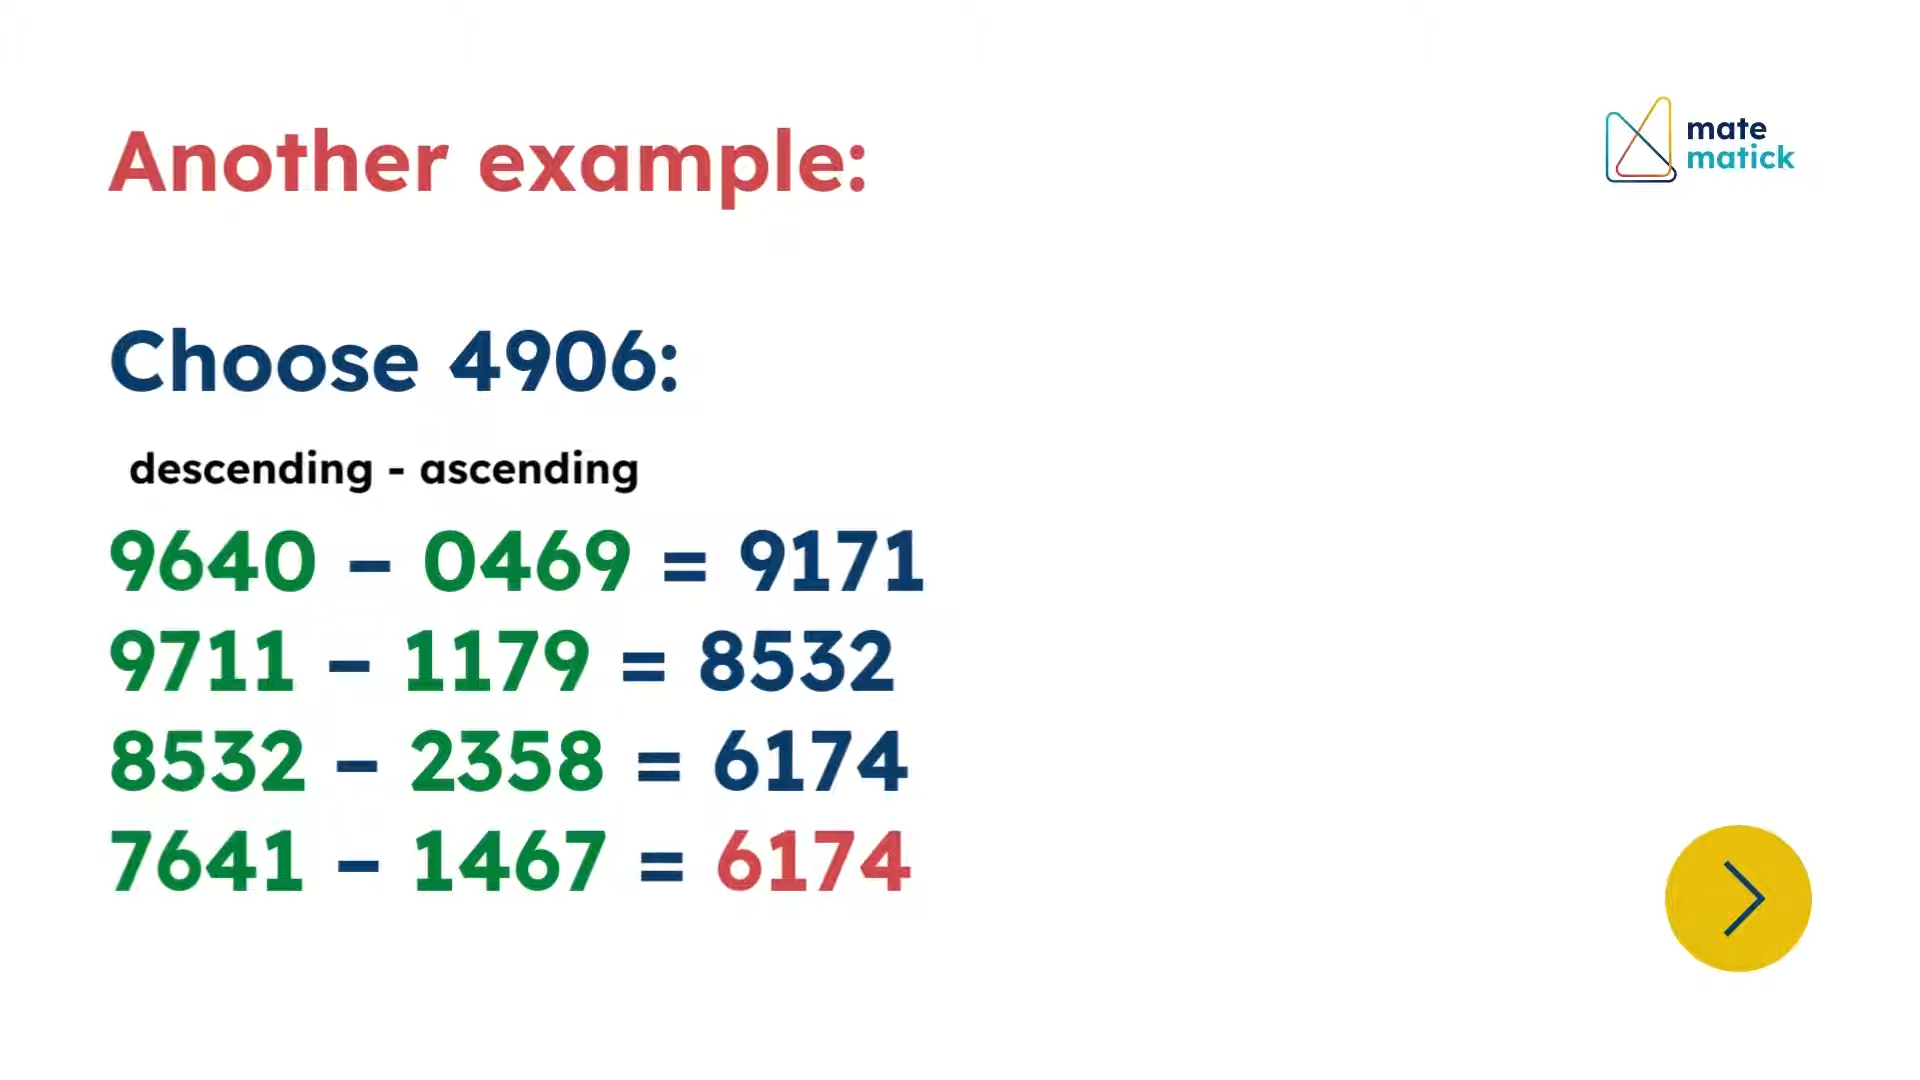 Another example:
mate
matick
Choose 4906:
descending - ascending
9640 – 0469 = 9171
9711 – 1179 = 8532
8532 – 2358 = 6174
7641 – 1467 = 6174